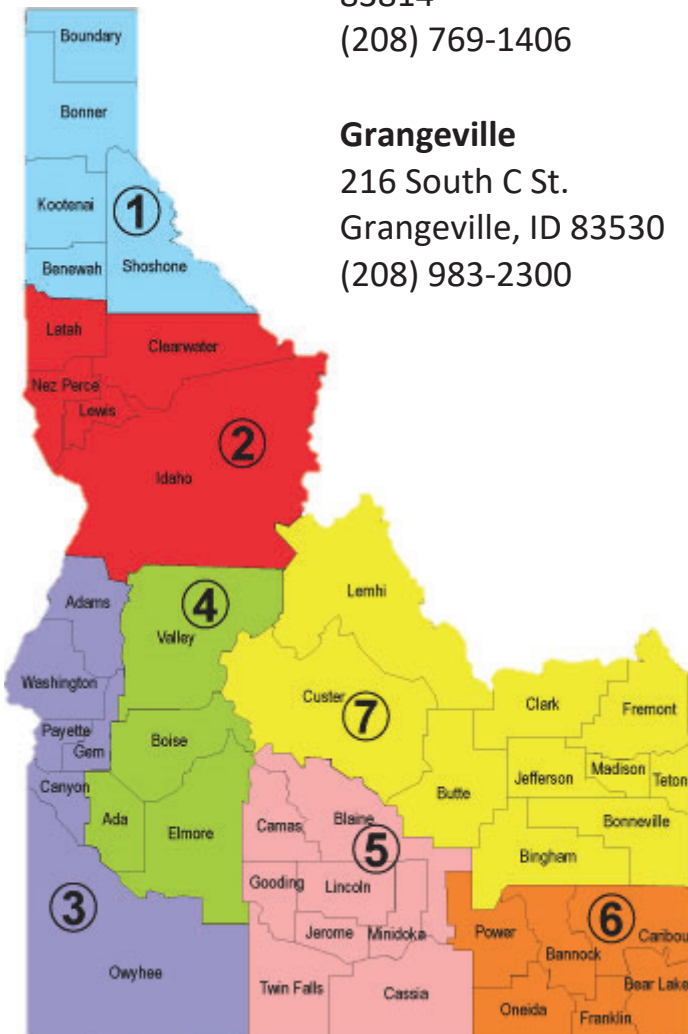 83814
(208) 769-1406
Grangeville
216 South C St.
Grangeville, ID 83530
(208) 983-2300
Boundary
Bonner
Kootenai
1
Benewah
Shoshone
Latah
Clearwater
Nez Perce
Lewis
2
Idaho
Adams
4
Valley
Lemhi
Washington
Custer
7
Clark
Fremont
Payette
Gem
Boise
Canyon
Butte
Jefferson
Madison
Teton
Ada
Elmore
Camas
Blaine
5
Bonneville
Bingham
3
Gooding
Lincoln
Jerome
Minidoka
Power
6
Caribou
Bannock
Owyhee
Twin Falls
Cassia
Bear Lake
Oneida
Franklin